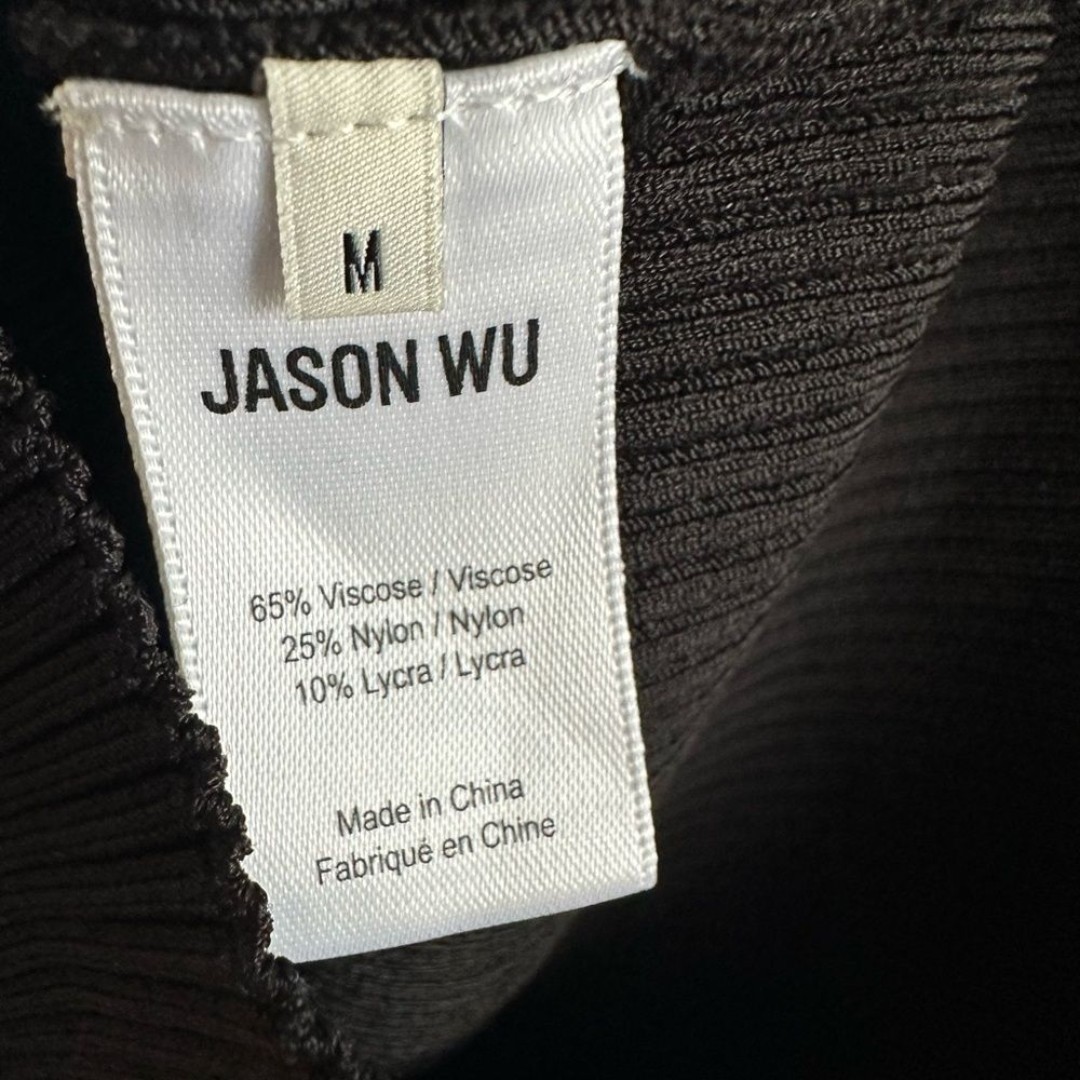 M
JASON WU
65% Viscose / Viscose
25% Nylon / Nylon
10% Lycra / Lycra
Made in China
Fabriqué en Chine